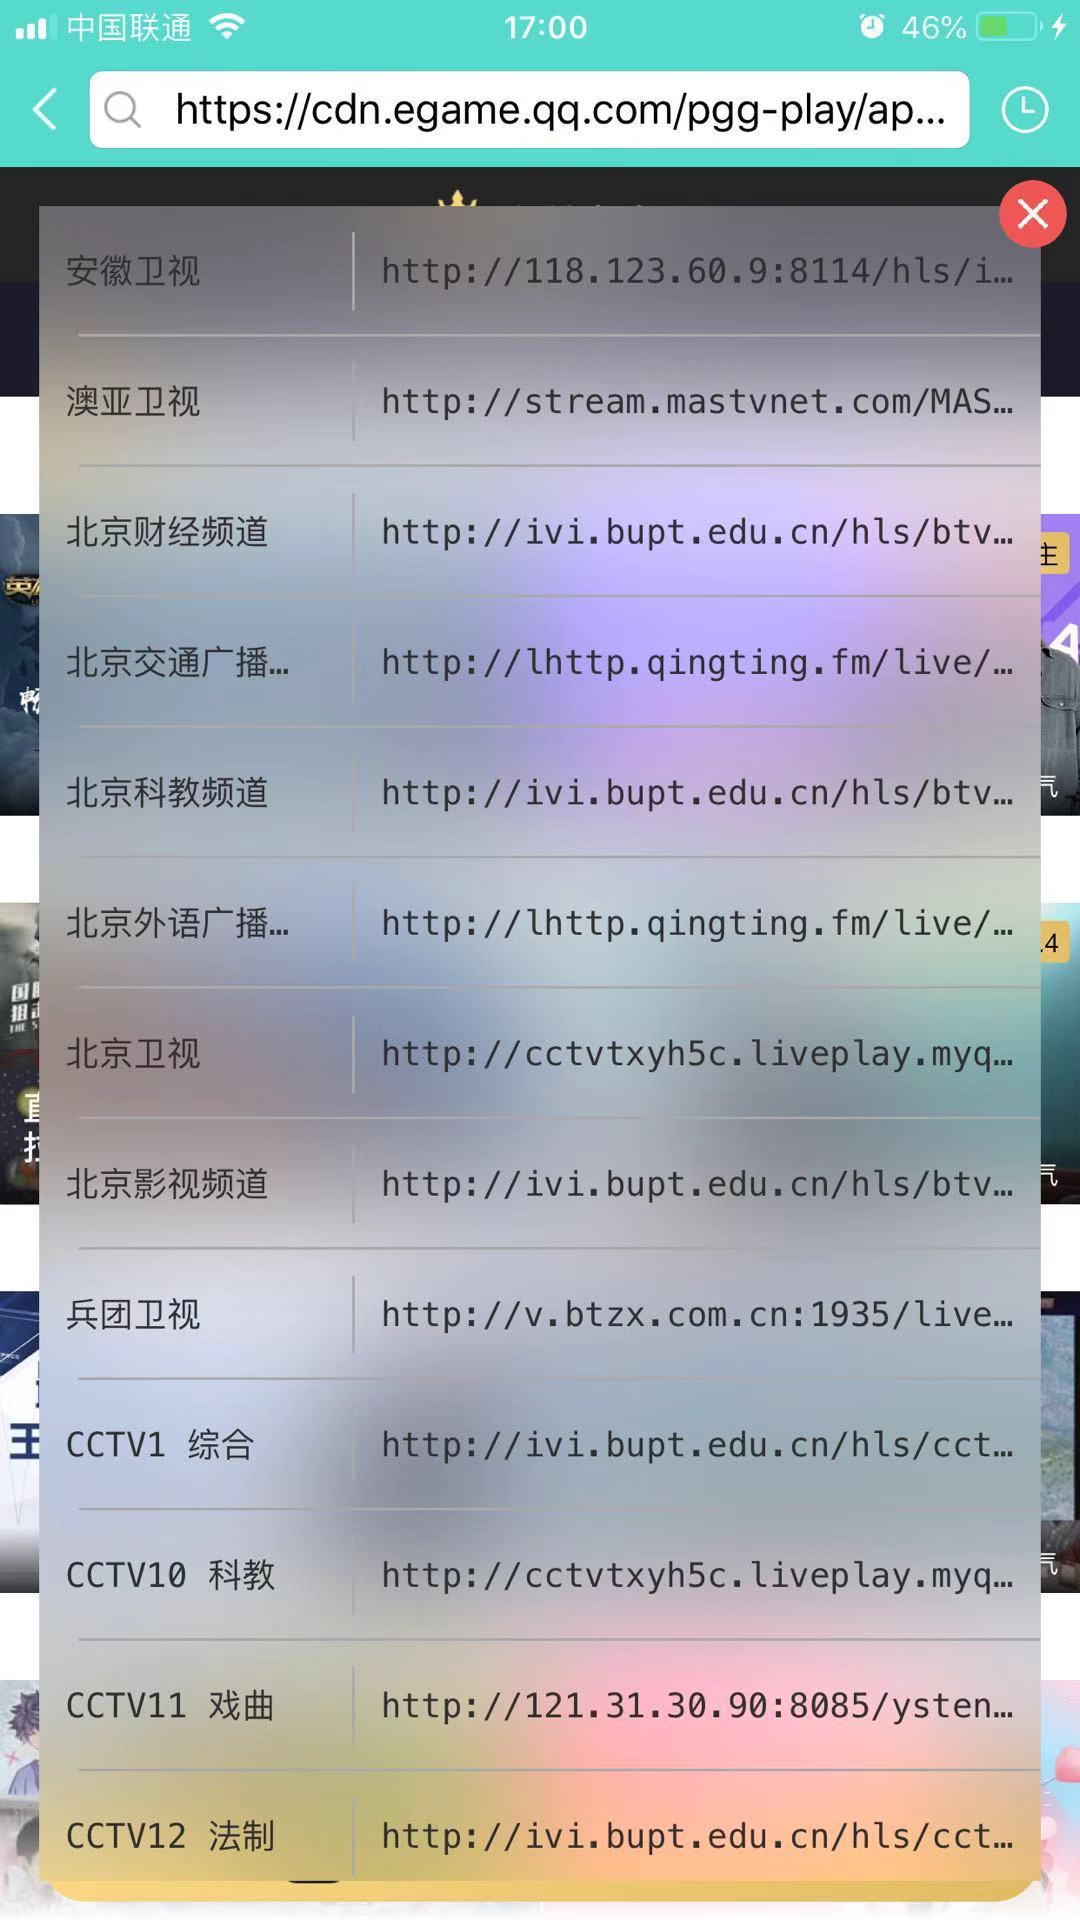 中国联通
17:00
46%
https://cdn.egame.qq.com/pgg-play/ap...
安徽卫视 http://118.123.60.9:8114/hls/i…
澳亚卫视 http://stream.mastvnet.com/MAS…
北京财经频道 http://ivi.bupt.edu.cn/hls/btv…
主
北京交通广播… http://lhttp.qingting.fm/live/…
北京科教频道 http://ivi.bupt.edu.cn/hls/btv…
气
北京外语广播… http://lhttp.qingting.fm/live/…
.4
北京卫视 http://cctvtxyh5c.liveplay.myq…
北京影视频道 http://ivi.bupt.edu.cn/hls/btv…
气
兵团卫视 http://v.btzx.com.cn:1935/live…
CCTV1 综合 http://ivi.bupt.edu.cn/hls/cct…
王
CCTV10 科教 http://cctvtxyh5c.liveplay.myq…
气
CCTV11 戏曲 http://121.31.30.90:8085/ysten…
CCTV12 法制 http://ivi.bupt.edu.cn/hls/cct…